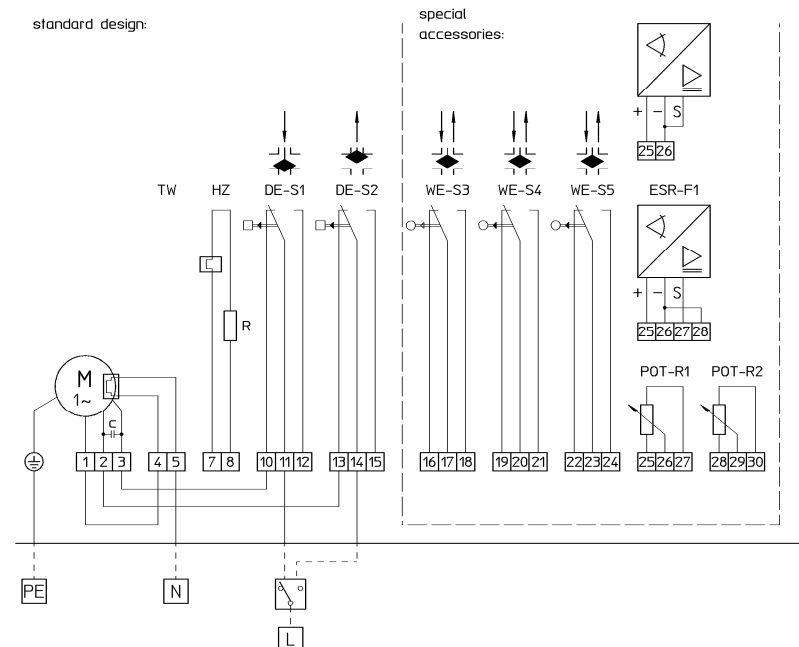 standard design:
special
accessories:
+ - S
25 26
TW HZ DE-S1 DE-S2 WE-S3 WE-S4 WE-S5 ESR-F1
+ - S
R
25 26 27 28
M
1~
C
POT-R1 POT-R2
1 2 3 4 5 7 8 10 11 12 13 14 15 16 17 18 19 20 21 22 23 24 25 26 27 28 29 30
PE N
L